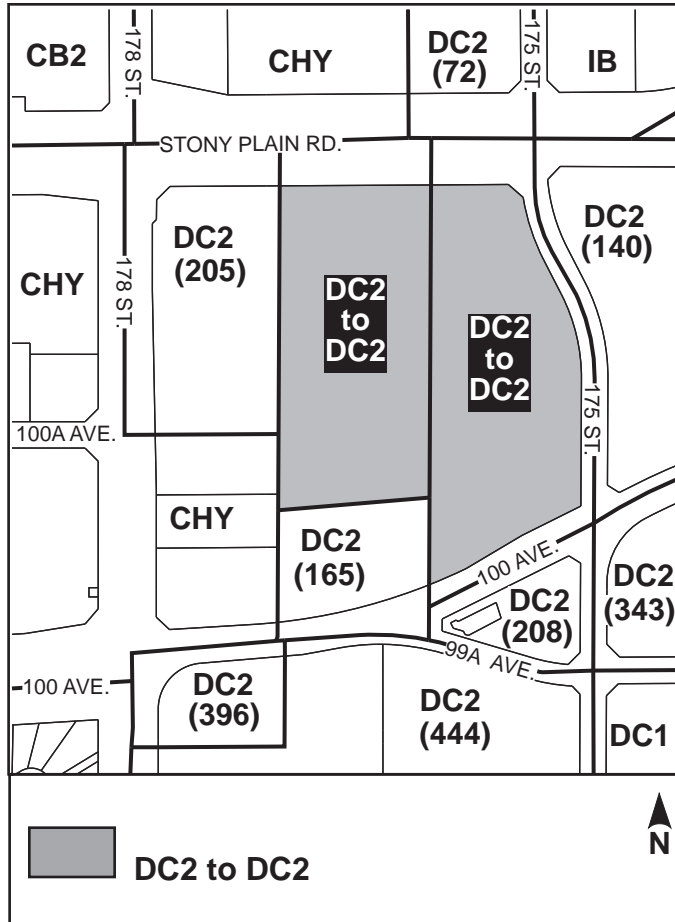 CB2
178 ST.
CHY
DC2
(72)
175 ST.
IB
STONY PLAIN RD.
DC2
(205)
DC2
(140)
CHY
178 ST.
DC2
to
DC2
DC2
to
DC2
175 ST.
100A AVE.
CHY
DC2
(165)
100 AVE.
DC2
(208)
DC2
(343)
99A AVE.
100 AVE.
DC2
(396)
DC2
(444)
DC1
N
DC2 to DC2